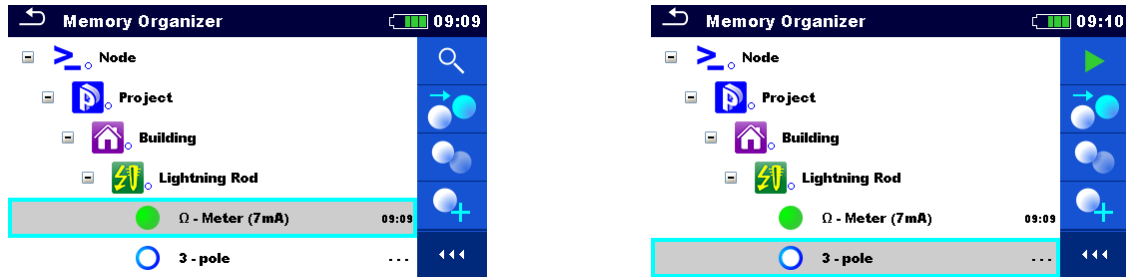 Memory Organizer 09:09
Node
Project
Building
Lightning Rod
Ω - Meter (7mA) 09:09
3 - pole - - -
Memory Organizer 09:10
Node
Project
Building
Lightning Rod
Ω - Meter (7mA) 09:09
3 - pole - - -